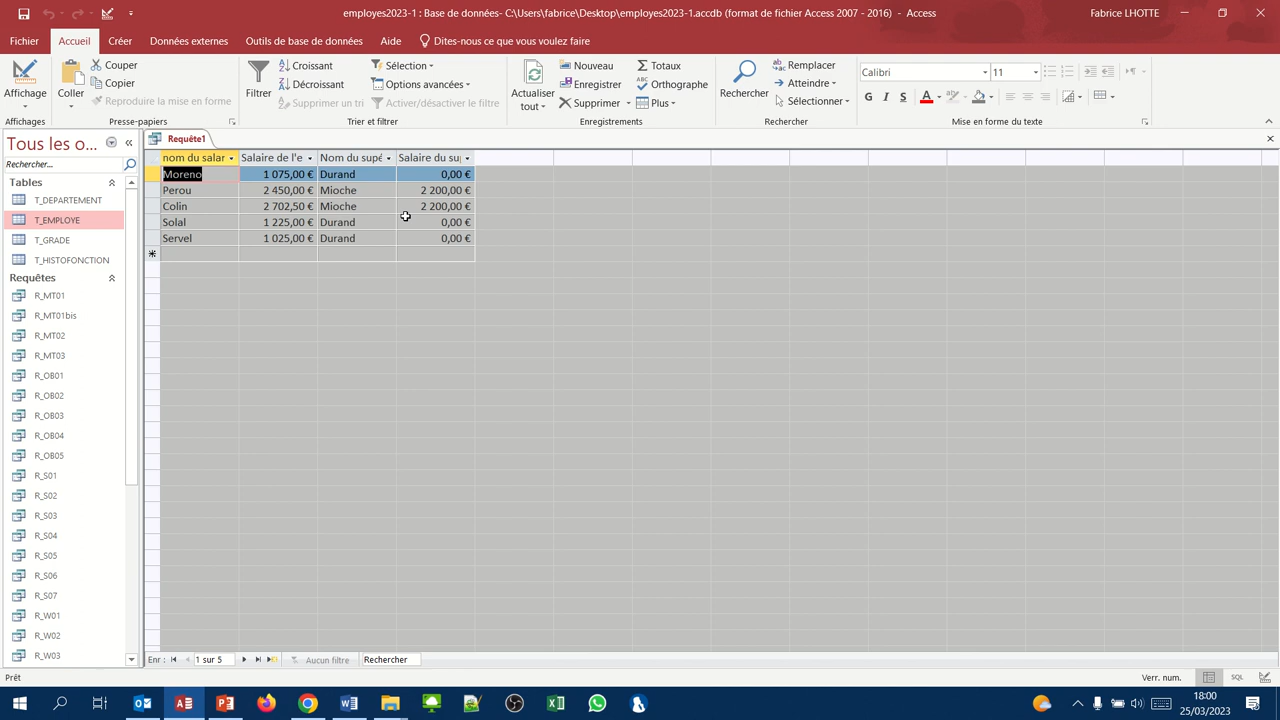 employes2023-1 : Base de données- C:\Users\fabrice\Desktop\employes2023-1.accdb (format de fichier Access 2007 - 2016) - Access
Fabrice LHOTTE
Fichier Accueil Créer Données externes Outils de base de données Aide Dites-nous ce que vous voulez faire
Affichage
Coller
Couper
Copier
Reproduira la mise en forme
Filtrer
Croissant
Décroissant
Supprimer un tri
Sélection
Options avancées
Activer/désactiver le filtre
Actualiser
tout
Nouveau
Enregistrer
Supprimer
Totaux
Orthographe
Plus
Rechercher
Remplacer
Atteindre
Sélectionner
Calibri 11
G I S A
Affichages Presse-papiers Trier et filtrer Enregistrements Rechercher Mise en forme du texte
Tous les o...
Rechercher...
Tables
T_DEPARTEMENT
T_EMPLOYE
T_GRADE
T_HISTOFONCTION
Requêtes
R_MT01
R_MT01bis
R_MT02
R_MT03
R_OB01
R_OB02
R_OB03
R_OB04
R_OB05
R_S01
R_S02
R_S03
R_S04
R_S05
R_S06
R_S07
R_W01
R_W02
R_W03
Requête1
nom du salar Salaire de l'e Nom du supé Salaire du su
Moreno 1 075,00 € Durand 0,00 €
Perou 2 450,00 € Mioche 2 200,00 €
Colin 2 702,50 € Mioche 2 200,00 €
Solal 1 225,00 € Durand 0,00 €
Servel 1 025,00 € Durand 0,00 €
Enr : 1 sur 5 Aucun filtre Rechercher
Prêt
Verr. num. SQL
18:00
25/03/2023